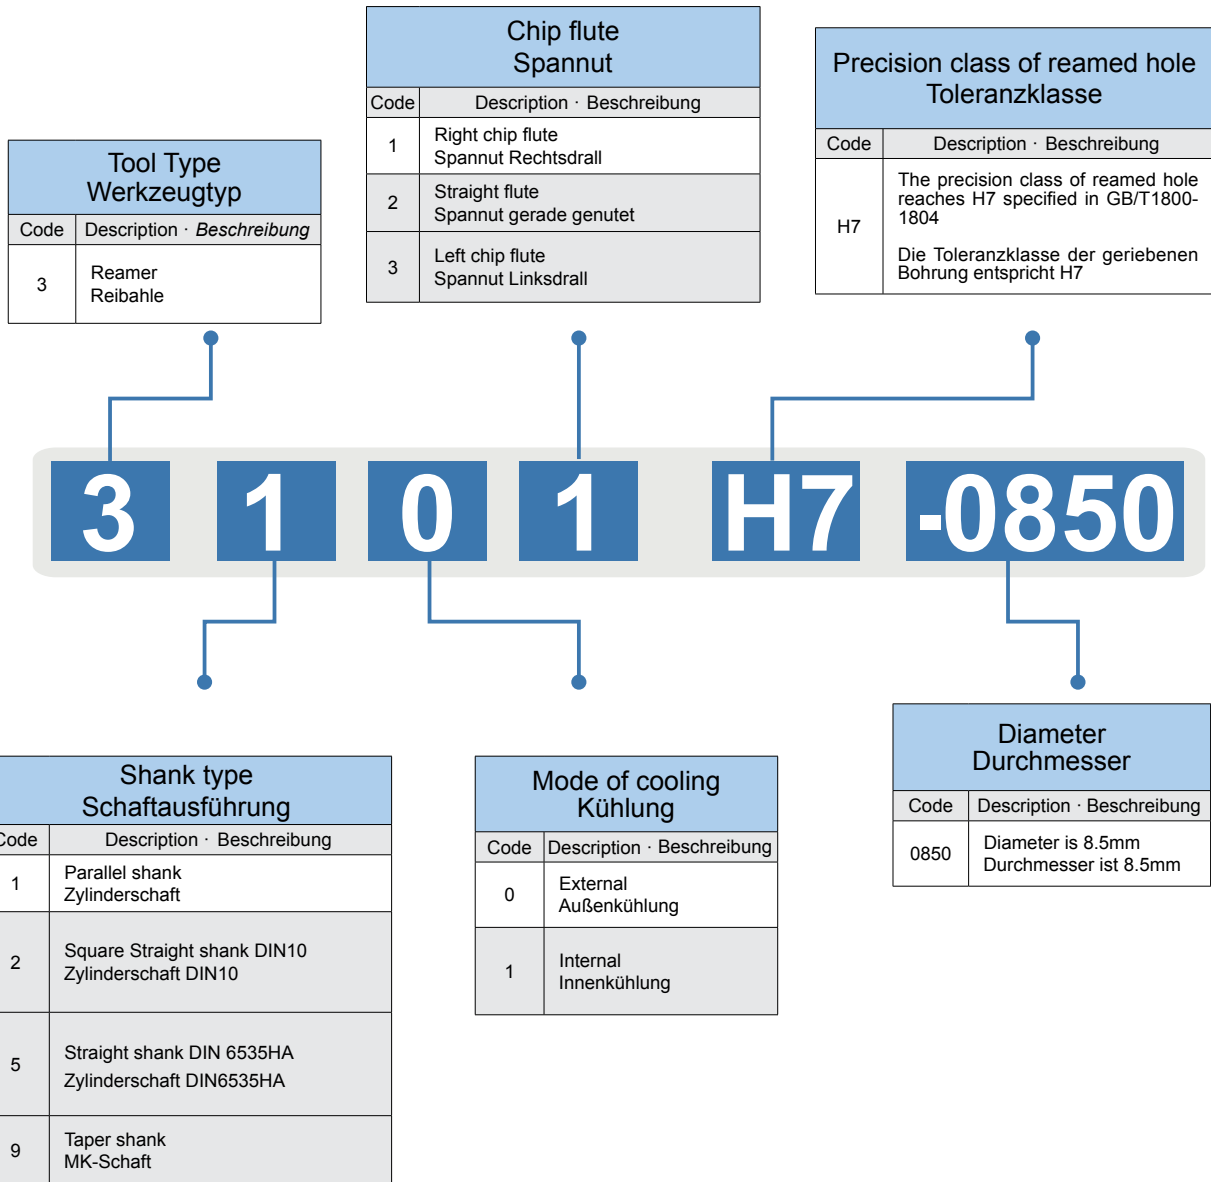 Chip flute
Spannut
Code Description · Beschreibung
1 Right chip flute
Spannut Rechtsdrall
2 Straight flute
Spannut gerade genutet
3 Left chip flute
Spannut Linksdrall
Precision class of reamed hole
Toleranzklasse
Code Description · Beschreibung
H7 The precision class of reamed hole
reaches H7 specified in GB/T1800-
1804
Die Toleranzklasse der geriebenen
Bohrung entspricht H7
Tool Type
Werkzeugtyp
Code Description · Beschreibung
3 Reamer
Reibahle
3 1 0 1 H7 -0850
Shank type
Schaftausführung
Code Description · Beschreibung
1 Parallel shank
Zylinderschaft
2 Square Straight shank DIN10
Zylinderschaft DIN10
5 Straight shank DIN 6535HA
Zylinderschaft DIN6535HA
9 Taper shank
MK-Schaft
Mode of cooling
Kühlung
Code Description · Beschreibung
0 External
Außenkühlung
1 Internal
Innenkühlung
Diameter
Durchmesser
Code Description · Beschreibung
0850 Diameter is 8.5mm
Durchmesser ist 8.5mm